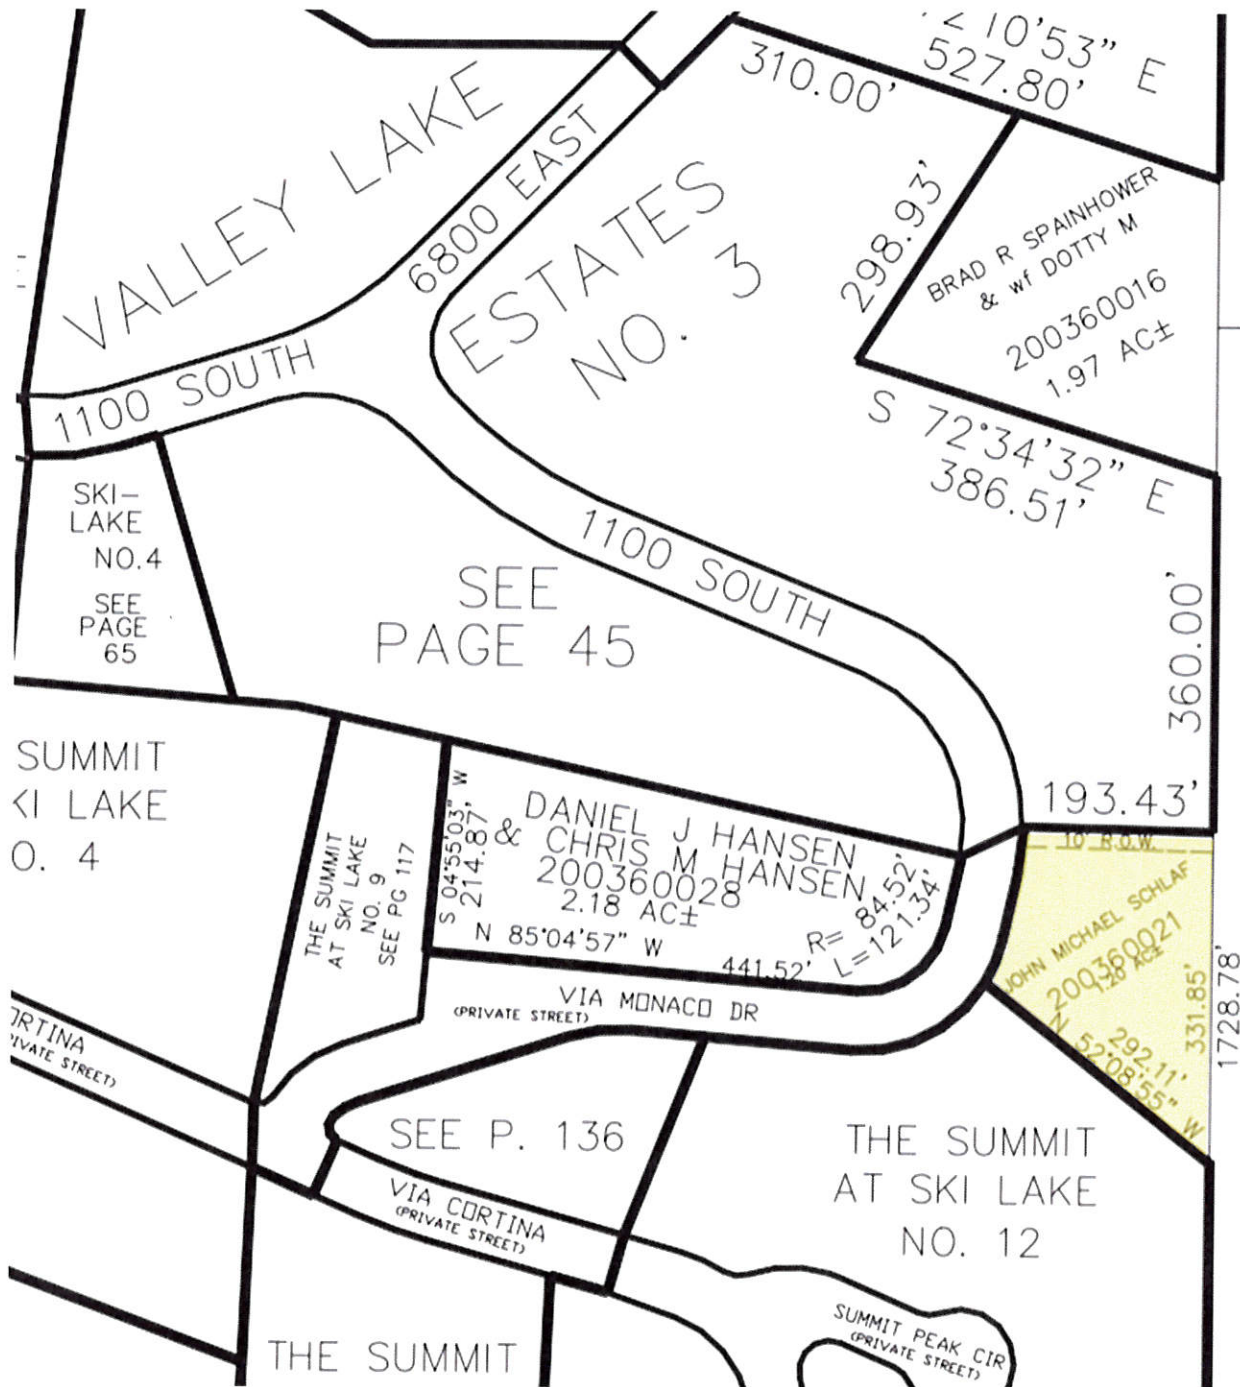 10'53" E
527.80'
310.00'
VALLEY LAKE
6800 EAST
ESTATES
NO. 3
298.93'
BRAD R SPAINHOWER
& wf DOTTY M
200360016
1.97 AC±
1100 SOUTH
S 72°34'32" E
386.51'
SKI-
LAKE
NO.4
SEE
PAGE
65
1100 SOUTH
SEE
PAGE 45
360.00'
SUMMIT
KI LAKE
O. 4
193.43'
10' R.O.W.
THE SUMMIT
AT SKI LAKE
NO. 9
SEE PG 117
S 04°55'03" W
214.87'
DANIEL J HANSEN
& CHRIS M HANSEN
200360028
2.18 AC±
N 85°04'57" W
441.52'
R= 84.52'
L=121.34'
JOHN MICHAEL SCHLAF
200360021
1.20 AC±
292.11'
N 52°08'55" W
331.85'
1728.78'
VIA MONACO DR
(PRIVATE STREET)
ORTINA
IVATE STREET)
SEE P. 136
THE SUMMIT
AT SKI LAKE
NO. 12
VIA CORTINA
(PRIVATE STREET)
SUMMIT PEAK CIR
(PRIVATE STREET)
THE SUMMIT